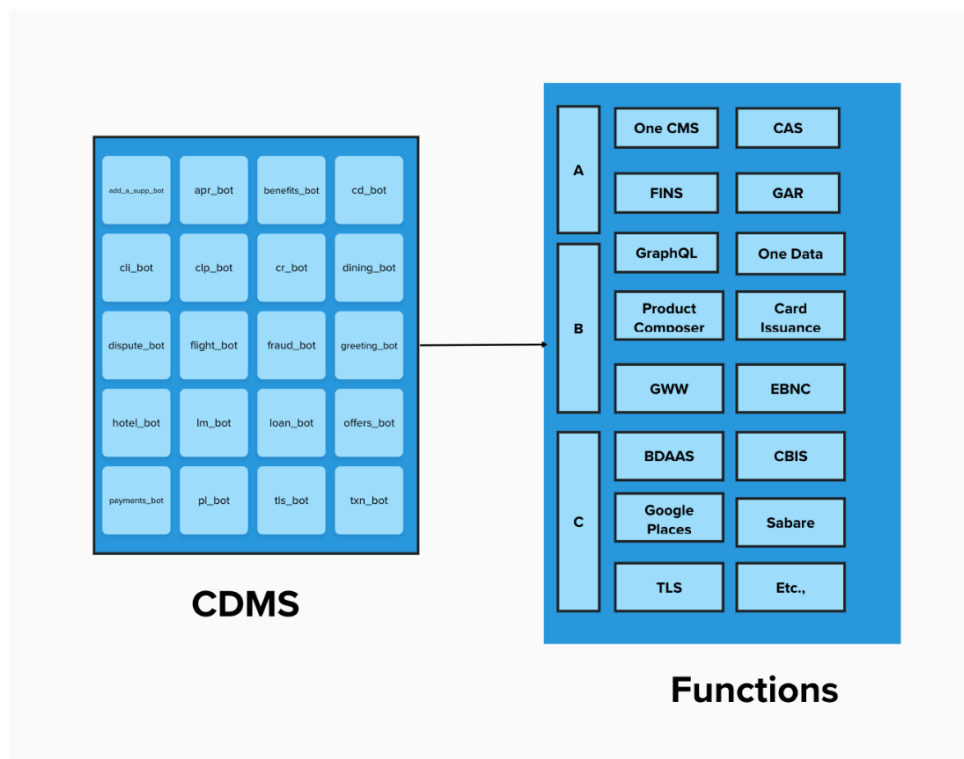 add_a_supp_bot
apr_bot
benefits_bot
cd_bot
cli_bot
clp_bot
cr_bot
dining_bot
dispute_bot
flight_bot
fraud_bot
greeting_bot
hotel_bot
lm_bot
loan_bot
offers_bot
payments_bot
pl_bot
tls_bot
txn_bot
CDMS
A
B
C
One CMS
CAS
FINS
GAR
GraphQL
One Data
Product
Composer
Card
Issuance
GWW
EBNC
BDAAS
CBIS
Google
Places
Sabare
TLS
Etc.,
Functions